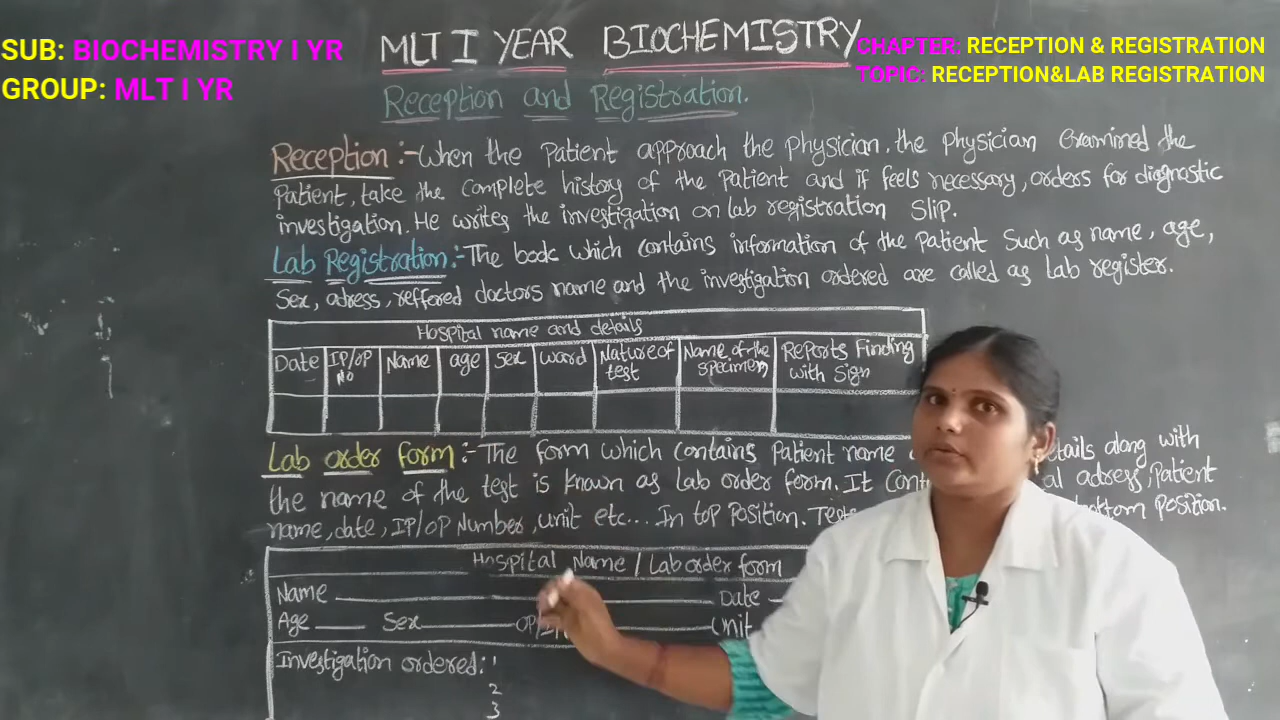 SUB: BIOCHEMISTRY I YR
GROUP: MLT I YR
CHAPTER: RECEPTION & REGISTRATION
TOPIC: RECEPTION&LAB REGISTRATION
MLT I YEAR BIOCHEMISTRY
Reception and Registration.
Reception :- When the Patient approach the physician, the physician Examined the
Patient, take the complete history of the Patient and if feels necessary, orders for diagnostic
investigation. He writes the investigation on lab registration Slip.
Lab Registration :- The book which contains information of the Patient Such as name, age,
Sex, adress, reffered doctors name and the investigation ordered are called as Lab register.
Hospital name and details
Date IP/OP No Name age Sex ward Nature of test Name of the Specimen Reports Finding with Sign
Lab order form :- The form which contains Patient name details along with
the name of the test is known as Lab order form. It adress, Patient
name, date, IP/OP Number, unit etc... In top Position. position.
Hospital Name / Lab order form
Name Date
Age Sex Unit
Investigation ordered: 1
2
3